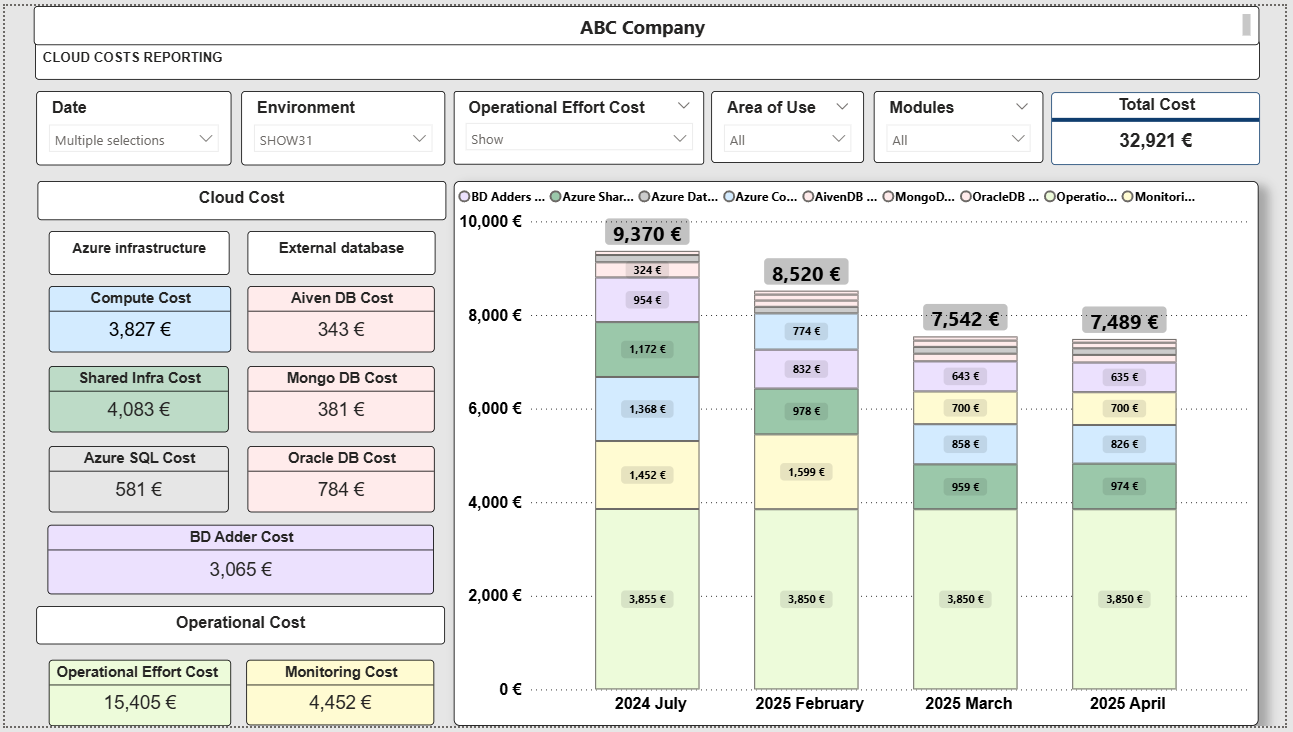 ABC Company
CLOUD COSTS REPORTING
Date
Multiple selections
Environment
SHOW31
Operational Effort Cost
Show
Area of Use
All
Modules
All
Total Cost
32,921 €
Cloud Cost
Azure infrastructure
External database
Compute Cost
3,827 €
Aiven DB Cost
343 €
Shared Infra Cost
4,083 €
Mongo DB Cost
381 €
Azure SQL Cost
581 €
Oracle DB Cost
784 €
BD Adder Cost
3,065 €
Operational Cost
Operational Effort Cost
15,405 €
Monitoring Cost
4,452 €
BD Adders ... Azure Shar... Azure Dat... Azure Co... AivenDB ... MongoD... OracleDB ... Operatio... Monitori...
10,000 €
8,000 €
6,000 €
4,000 €
2,000 €
0 €
9,370 €
324 €
954 €
1,172 €
1,368 €
1,452 €
3,855 €
2024 July
8,520 €
774 €
832 €
978 €
1,599 €
3,850 €
2025 February
7,542 €
643 €
700 €
858 €
959 €
3,850 €
2025 March
7,489 €
635 €
700 €
826 €
974 €
3,850 €
2025 April